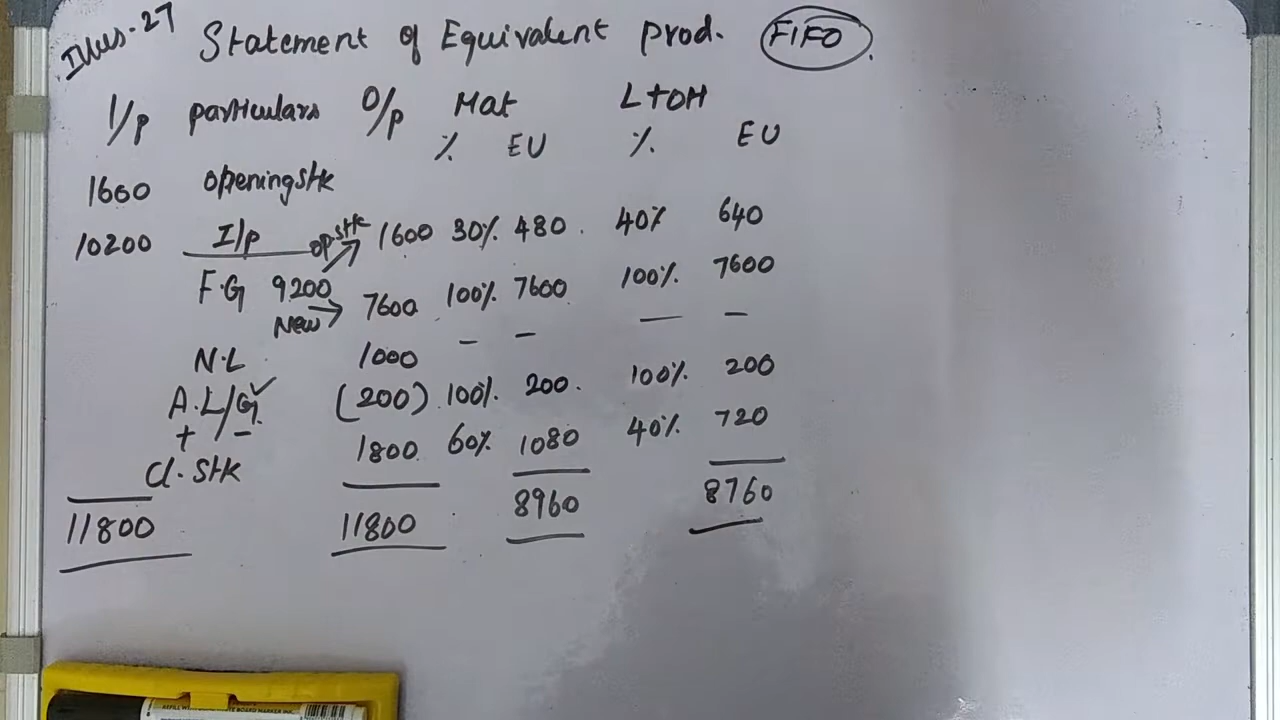 Illus-27 Statement of Equivalent prod. FIFO.
I/p particulars O/p Mat L+OH
% EU % EU
1600 opening stk
10200 I/p op stk 1600 30% 480. 40% 640
F.G 9200 New 7600 100% 7600 100% 7600
N.L 1000 – – – –
A.L/G ✓ (200) 100% 200. 100% 200
+ / –
Cl. Stk 1800 60% 1080 40% 720
11800 11800 8960 8760